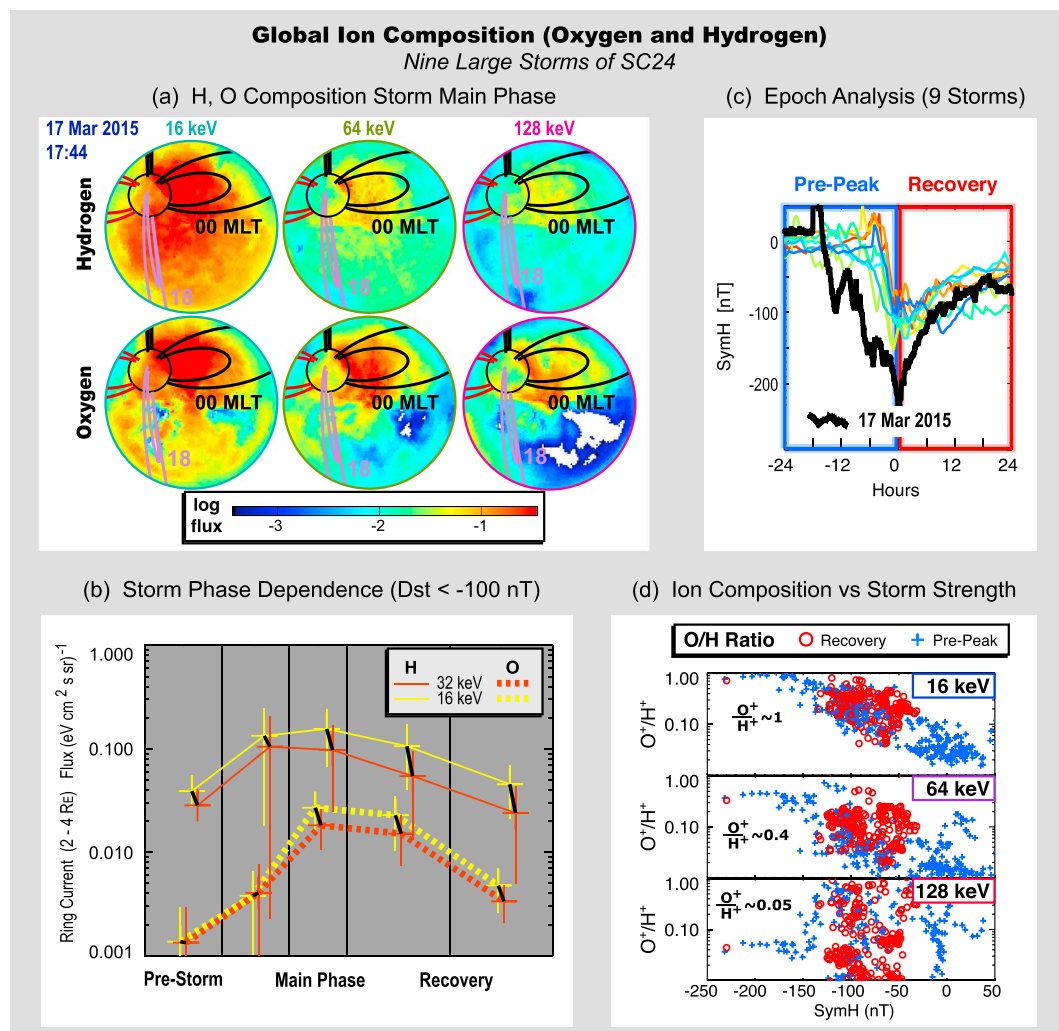 Global Ion Composition (Oxygen and Hydrogen)
Nine Large Storms of SC24
(a) H, O Composition Storm Main Phase
17 Mar 2015
17:44
16 keV
64 keV
128 keV
Hydrogen
00 MLT
00 MLT
00 MLT
18
18
18
Oxygen
00 MLT
00 MLT
00 MLT
18
18
18
log
flux
-3
-2
-1
(c) Epoch Analysis (9 Storms)
Pre-Peak
Recovery
SymH [nT]
0
-100
-200
17 Mar 2015
-24
-12
0
12
24
Hours
(b) Storm Phase Dependence (Dst < -100 nT)
Ring Current (2 - 4 RE) Flux (eV cm 2 s sr)-1
1.000
0.100
0.010
0.001
H
O
32 keV
16 keV
Pre-Storm
Main Phase
Recovery
(d) Ion Composition vs Storm Strength
O/H Ratio
Recovery
Pre-Peak
O+/H+
1.00
0.10
16 keV
O+
H+ ~1
O+/H+
1.00
0.10
64 keV
O+
H+ ~0.4
O+/H+
1.00
0.10
128 keV
O+
H+ ~0.05
-250
-200
-150
-100
-50
0
50
SymH (nT)